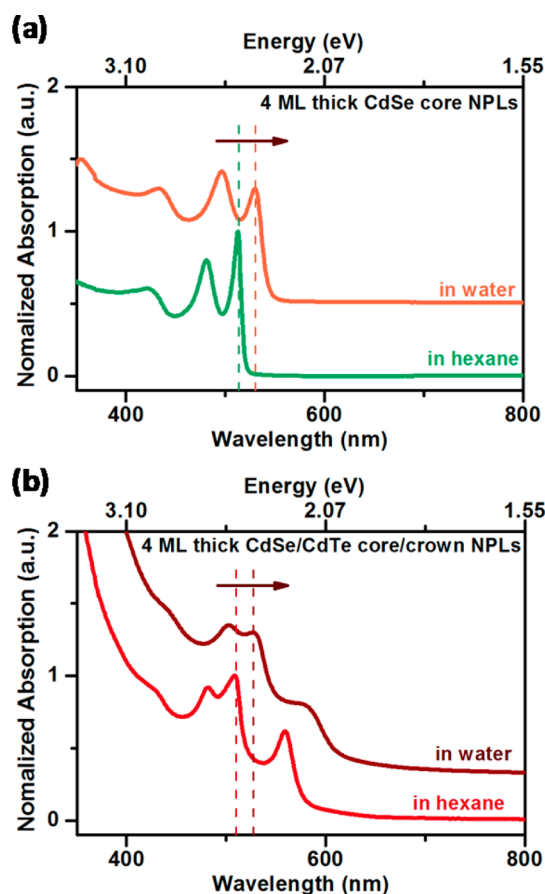 (a)
Energy (eV)
3.10 2.07 1.55
2
4 ML thick CdSe core NPLs
1
in water
in hexane
0
Nomalized Absorption (a.u.)
400 600 800
Wavelength (nm)
(b)
Energy (eV)
3.10 2.07 1.55
2
4 ML thick CdSe/CdTe core/crown NPLs
1
in water
in hexane
0
Nomalized Absorption (a.u.)
400 600 800
Wavelength (nm)